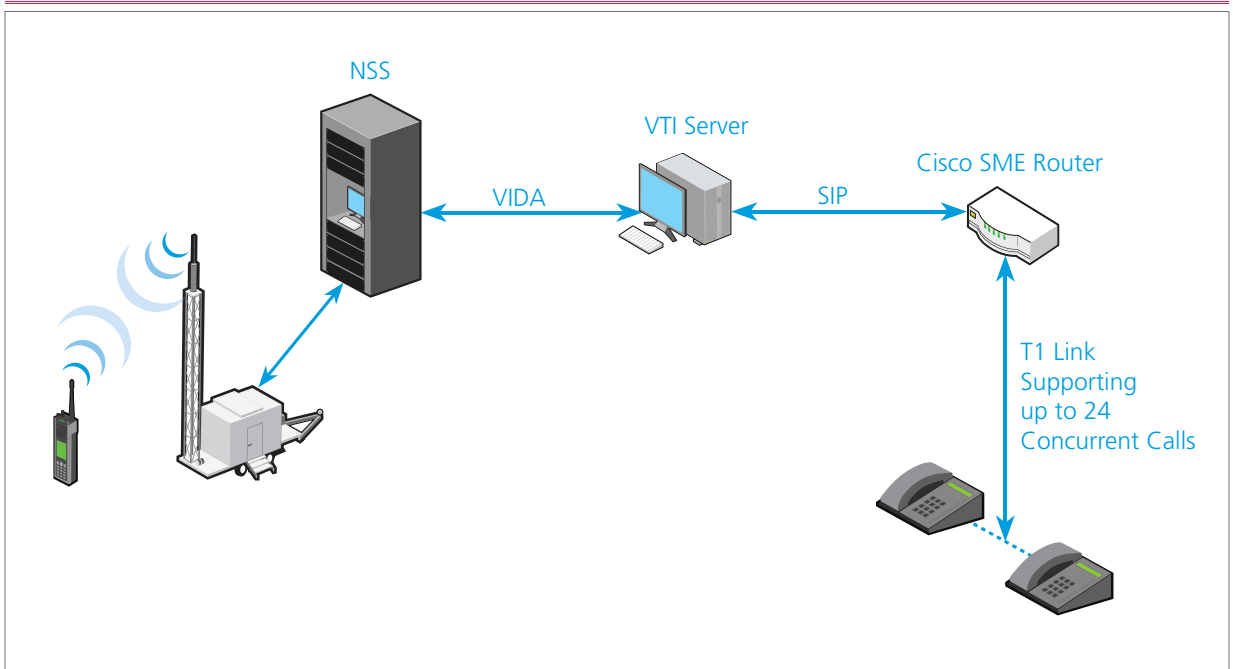 NSS
VTI Server
Cisco SME Router
VIDA
SIP
T1 Link
Supporting
up to 24
Concurrent Calls